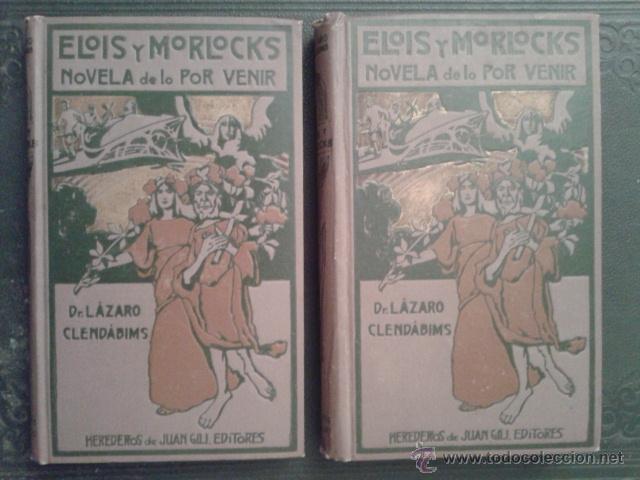 ELOIS Y MORLOCKS
NOVELA de lo POR VENIR
Dr. LÁZARO
CLENDÁBIMS
HEREDEROS de JUAN GILI, EDITORES
ELOIS Y MORLOCKS
NOVELA de lo POR VENIR
Dr. LÁZARO
CLENDÁBIMS
HEREDEROS de JUAN GILI, EDITORES
www.todocoleccion.net